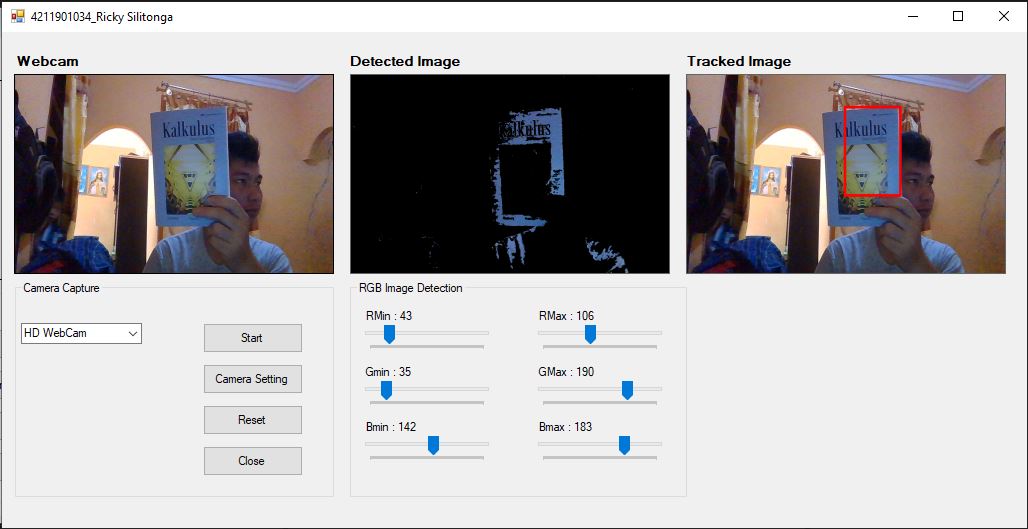 4211901034_Ricky Silitonga
Webcam
Detected Image
Tracked Image
Kalkulus
Kalkulus
Kalkulus
Camera Capture
HD WebCam
Start
Camera Setting
Reset
Close
RGB Image Detection
RMin : 43
RMax : 106
Gmin : 35
GMax : 190
Bmin : 142
Bmax : 183